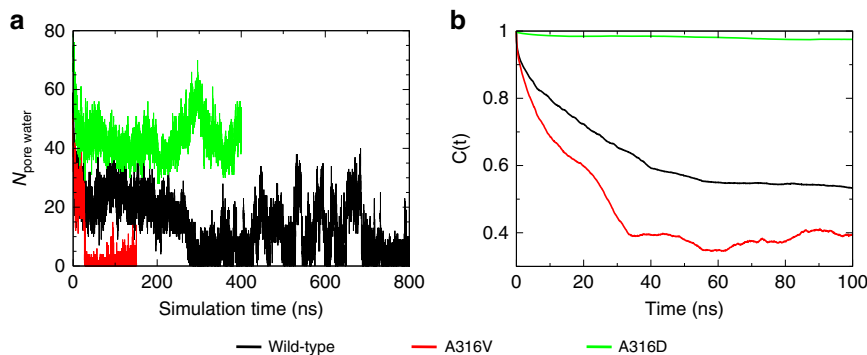 a
80
60
40
20
0
N pore water
0 200 400 600 800
Simulation time (ns)
b
1
0.8
0.6
0.4
C(t)
0 20 40 60 80 100
Time (ns)
Wild-type A316V A316D